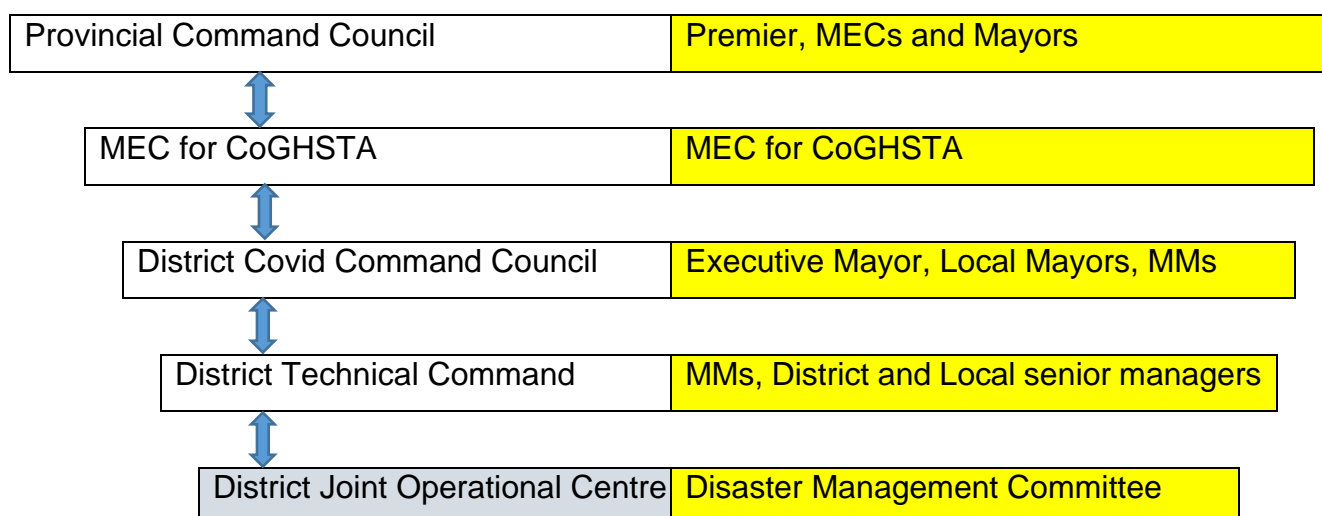 Provincial Command Council Premier, MECs and Mayors
MEC for CoGHSTA MEC for CoGHSTA
District Covid Command Council Executive Mayor, Local Mayors, MMs
District Technical Command MMs, District and Local senior managers
District Joint Operational Centre Disaster Management Committee